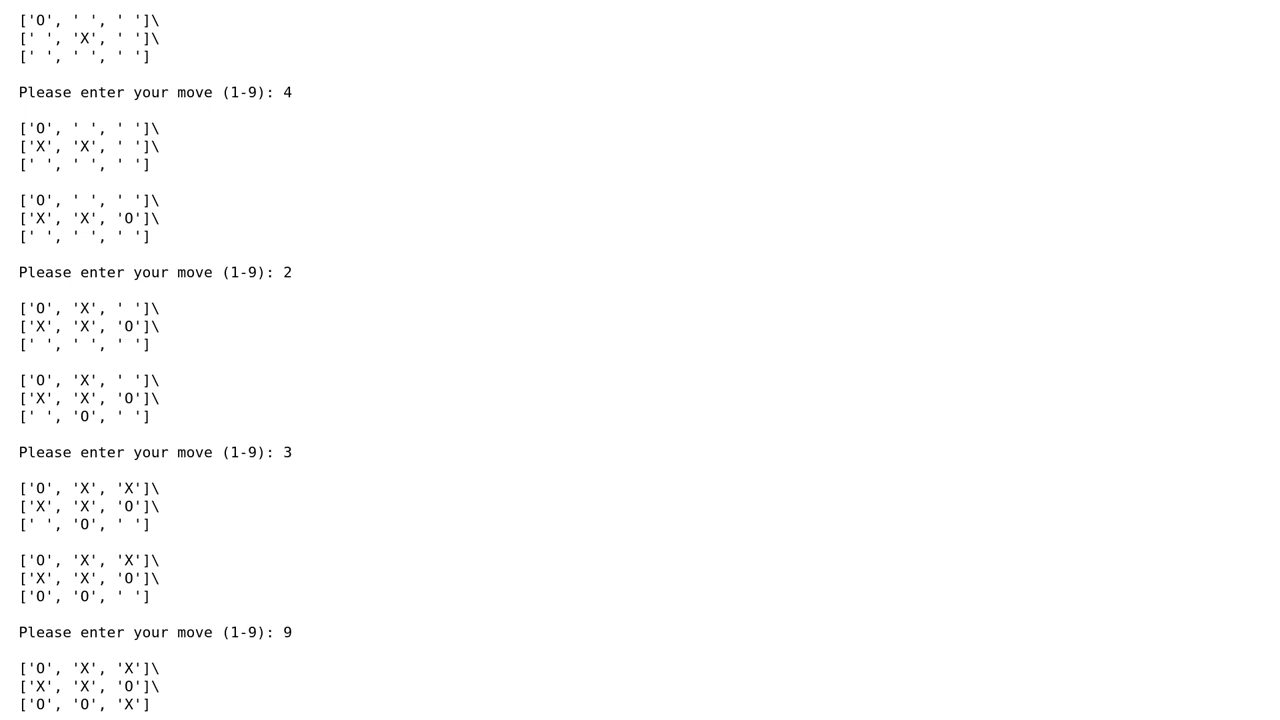 ['O', ' ', ' ']\
[' ', 'X', ' ']\
[' ', ' ', ' ']
Please enter your move (1-9): 4
['O', ' ', ' ']\
['X', 'X', ' ']\
[' ', ' ', ' ']
['O', ' ', ' ']\
['X', 'X', 'O']\
[' ', ' ', ' ']
Please enter your move (1-9): 2
['O', 'X', ' ']\
['X', 'X', 'O']\
[' ', ' ', ' ']
['O', 'X', ' ']\
['X', 'X', 'O']\
[' ', 'O', ' ']
Please enter your move (1-9): 3
['O', 'X', 'X']\
['X', 'X', 'O']\
[' ', 'O', ' ']
['O', 'X', 'X']\
['X', 'X', 'O']\
['O', 'O', ' ']
Please enter your move (1-9): 9
['O', 'X', 'X']\
['X', 'X', 'O']\
['O', 'O', 'X']